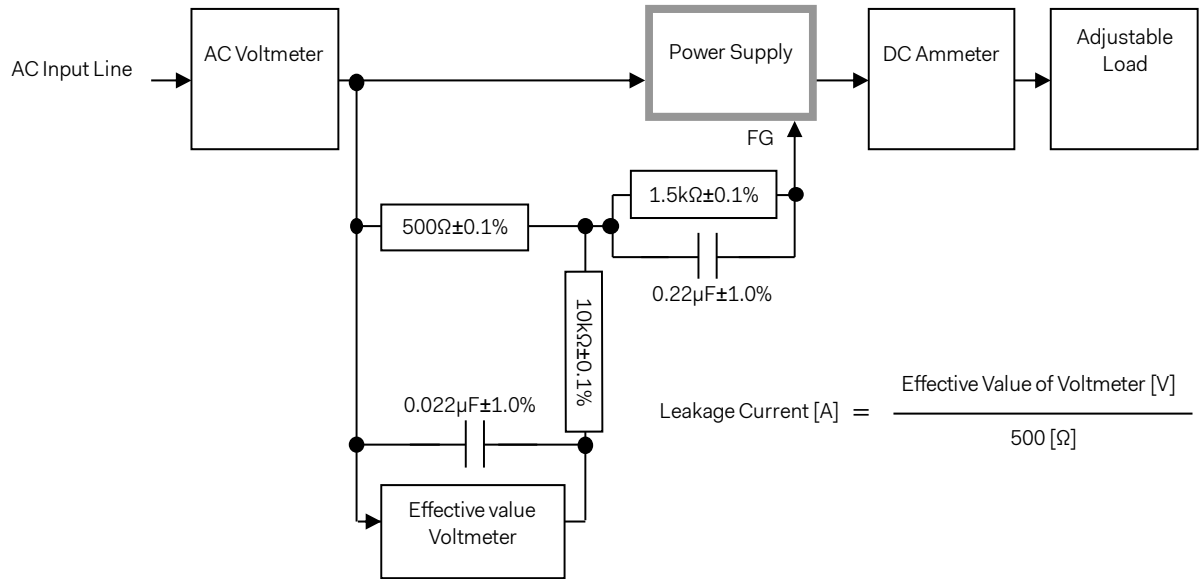 AC Input Line
AC Voltmeter
Power Supply
DC Ammeter
Adjustable
Load
FG
1.5kΩ±0.1%
500Ω±0.1%
0.22µF±1.0%
10kΩ±0.1%
0.022µF±1.0%
Effective value
Voltmeter
Leakage Current [A] =
Effective Value of Voltmeter [V]
500 [Ω]